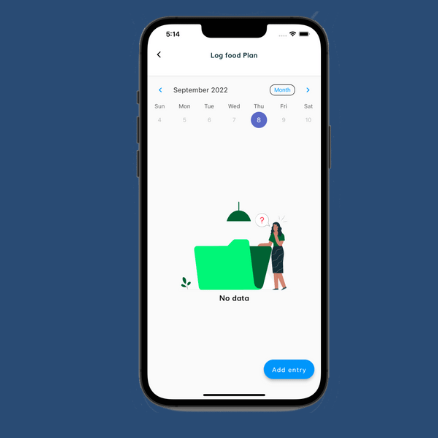 5:14
Log food Plan
September 2022
Month
Sun Mon Tue Wed Thu Fri Sat
4 5 6 7 8 9 10
?
No data
Add entry